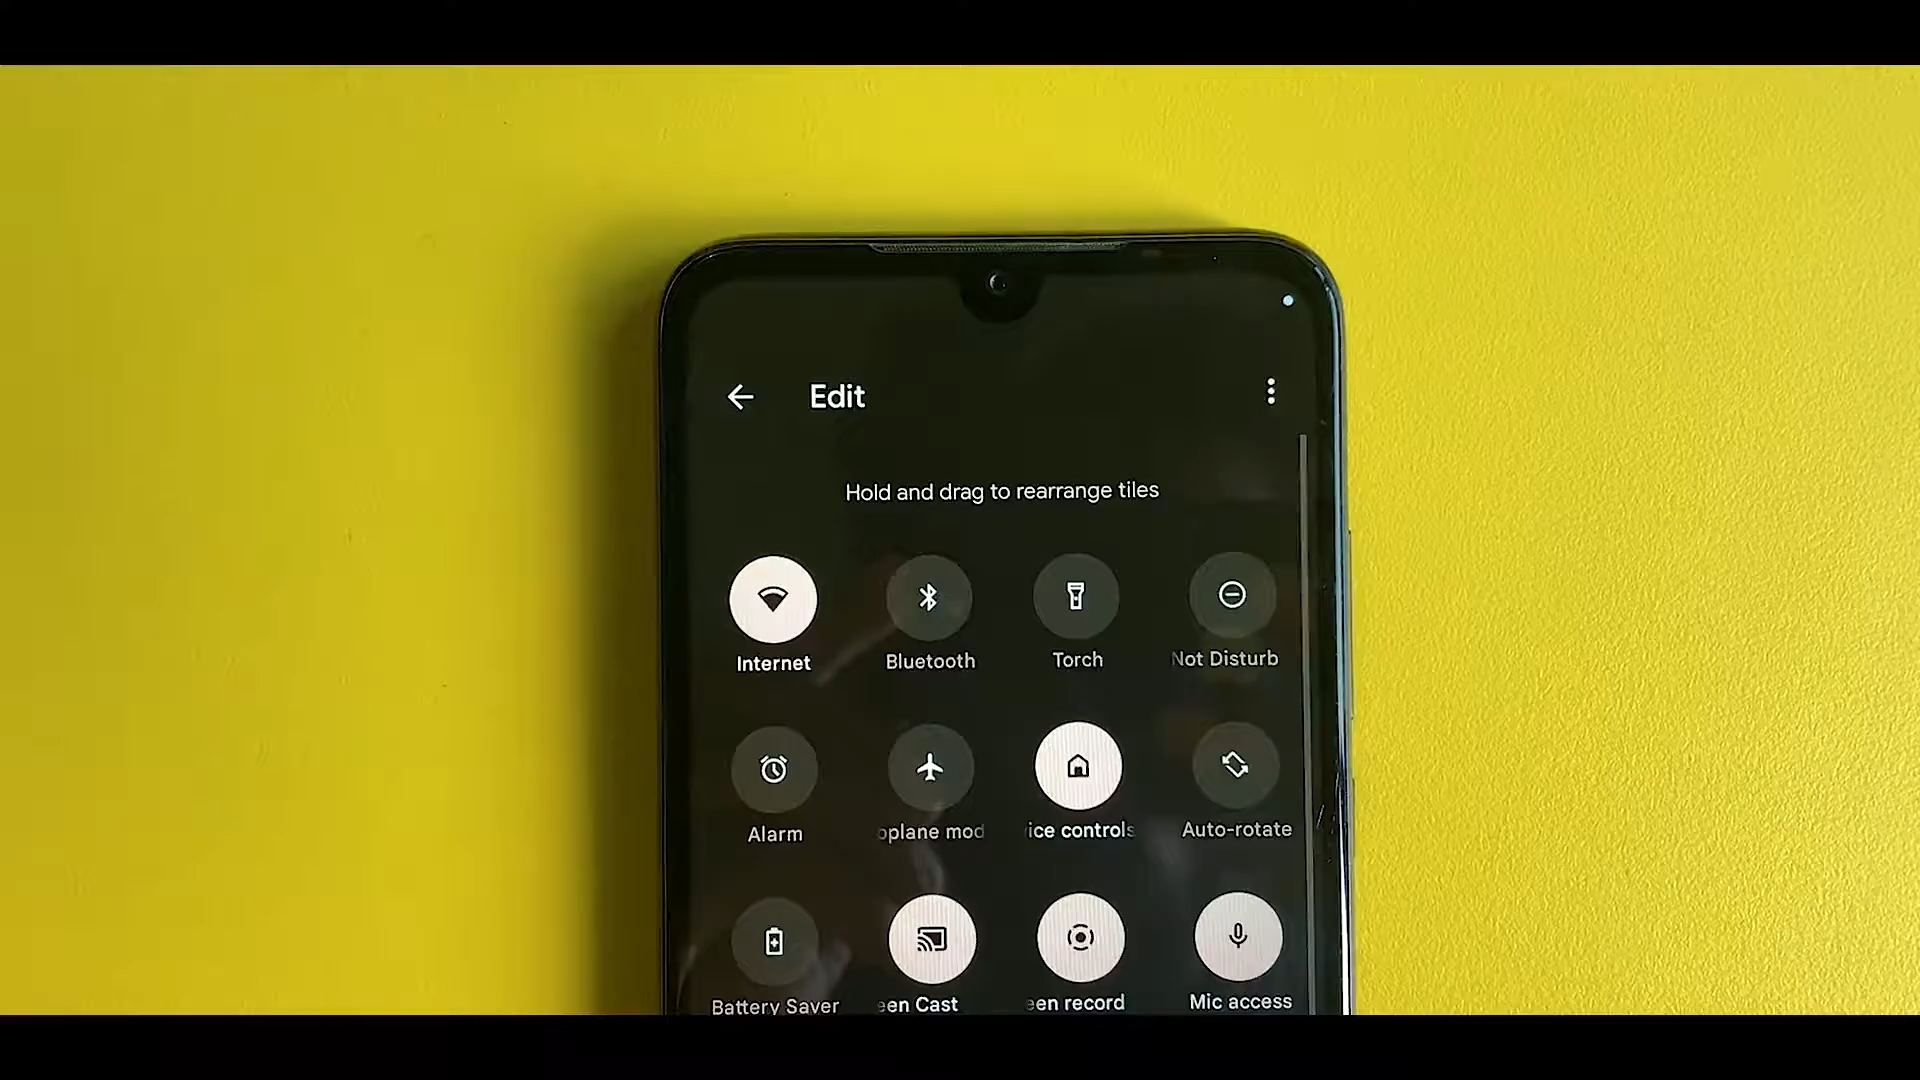 Edit
Hold and drag to rearrange tiles
Internet
Bluetooth
Torch
Not Disturb
Alarm
oplane mod
ice controls
Auto-rotate
Battery Saver
een Cast
een record
Mic access